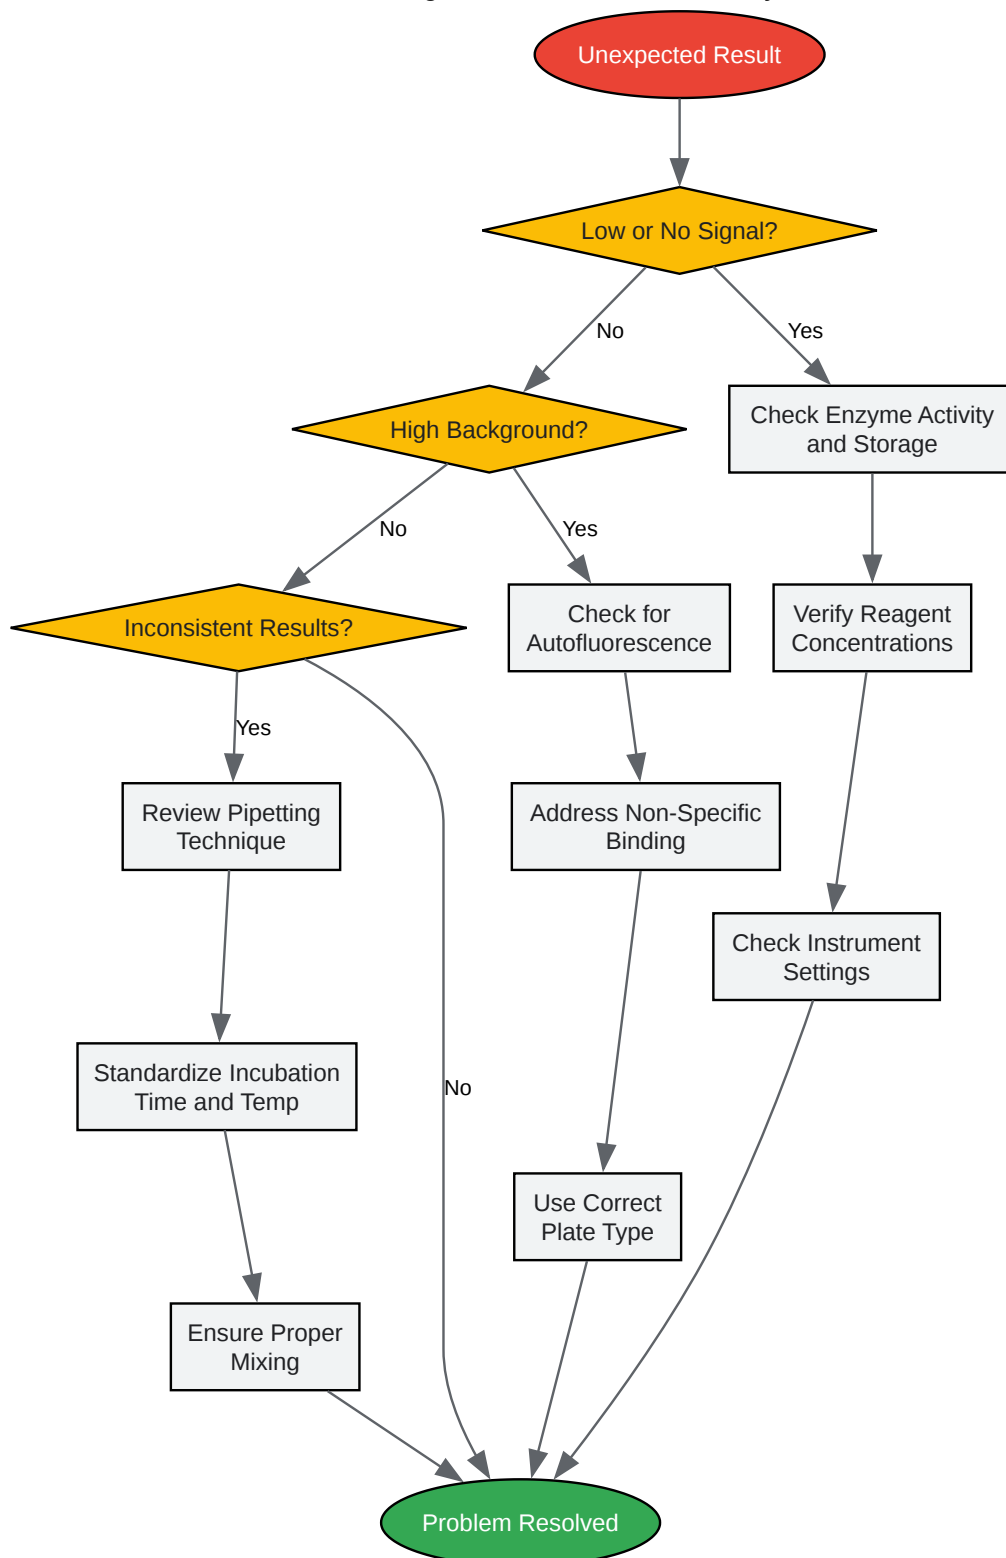 Unexpected Result
Low or No Signal?
No
Yes
High Background?
Check Enzyme Activity
and Storage
No
Yes
Inconsistent Results?
Check for
Autofluorescence
Verify Reagent
Concentrations
Yes
Review Pipetting
Technique
Address Non-Specific
Binding
Check Instrument
Settings
Standardize Incubation
Time and Temp
No
Use Correct
Plate Type
Ensure Proper
Mixing
Problem Resolved